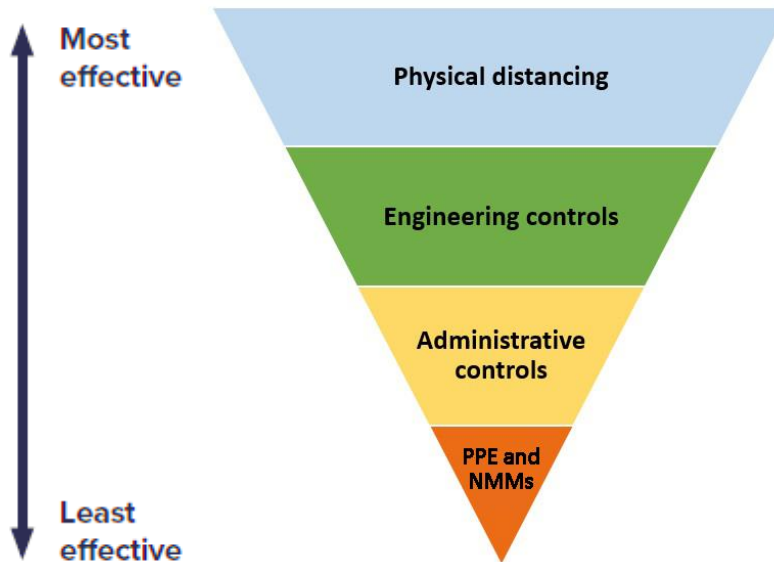 Most
effective
Physical distancing
Engineering controls
Administrative
controls
PPE and
NMMs
Least
effective